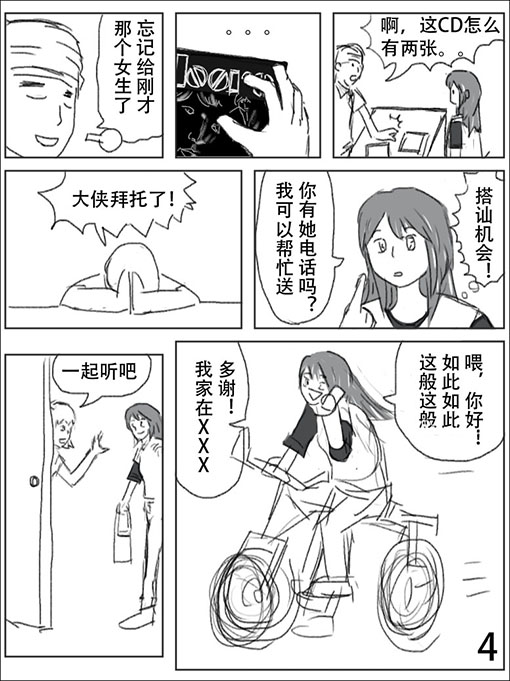 啊，这CD怎么
有两张。。
。。。
忘记给刚才
那个女生了
搭讪机会！
你有她电话吗？
我可以帮忙送
大侠拜托了！
喂，你好！
如此如此
这般这般
多谢！
我家在XXX
一起听吧
4